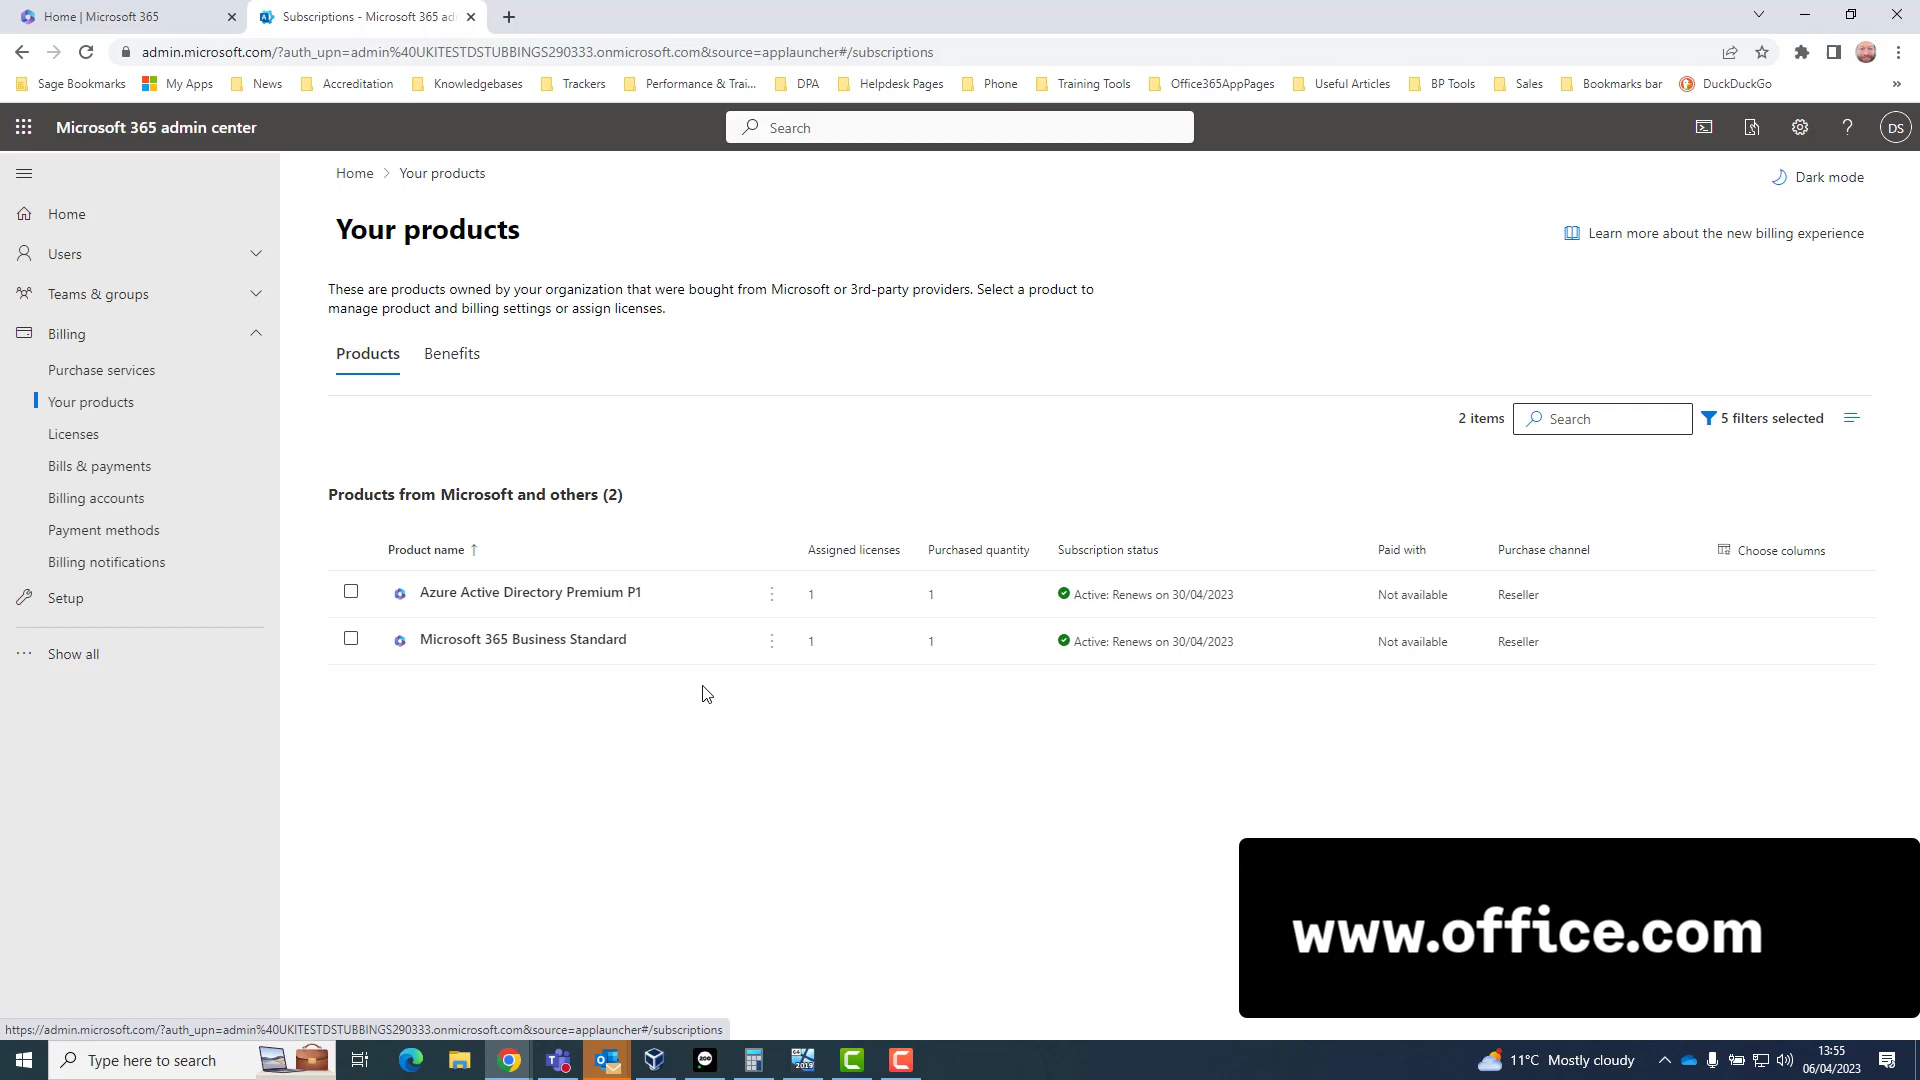 Home | Microsoft 365
Subscriptions - Microsoft 365 ad
admin.microsoft.com/?auth_upn=admin%40UKITESTDSTUBBINGS290333.onmicrosoft.com&source=applauncher#/subscriptions
Sage Bookmarks
My Apps
News
Accreditation
Knowledgebases
Trackers
Performance & Trai...
DPA
Helpdesk Pages
Phone
Training Tools
Office365AppPages
Useful Articles
BP Tools
Sales
Bookmarks bar
DuckDuckGo
»
Microsoft 365 admin center
Search
?
DS
Home
Users
Teams & groups
Billing
Purchase services
Your products
Licenses
Bills & payments
Billing accounts
Payment methods
Billing notifications
Setup
Show all
Home > Your products
Dark mode
Your products
Learn more about the new billing experience
These are products owned by your organization that were bought from Microsoft or 3rd-party providers. Select a product to
manage product and billing settings or assign licenses.
Products
Benefits
2 items
Search
5 filters selected
Products from Microsoft and others (2)
Product name ↑
Assigned licenses
Purchased quantity
Subscription status
Paid with
Purchase channel
Choose columns
Azure Active Directory Premium P1
1
1
Active: Renews on 30/04/2023
Not available
Reseller
Microsoft 365 Business Standard
1
1
Active: Renews on 30/04/2023
Not available
Reseller
www.office.com
https://admin.microsoft.com/?auth_upn=admin%40UKITESTDSTUBBINGS290333.onmicrosoft.com&source=applauncher#/subscriptions
Type here to search
2019
11°C Mostly cloudy
13:55
06/04/2023